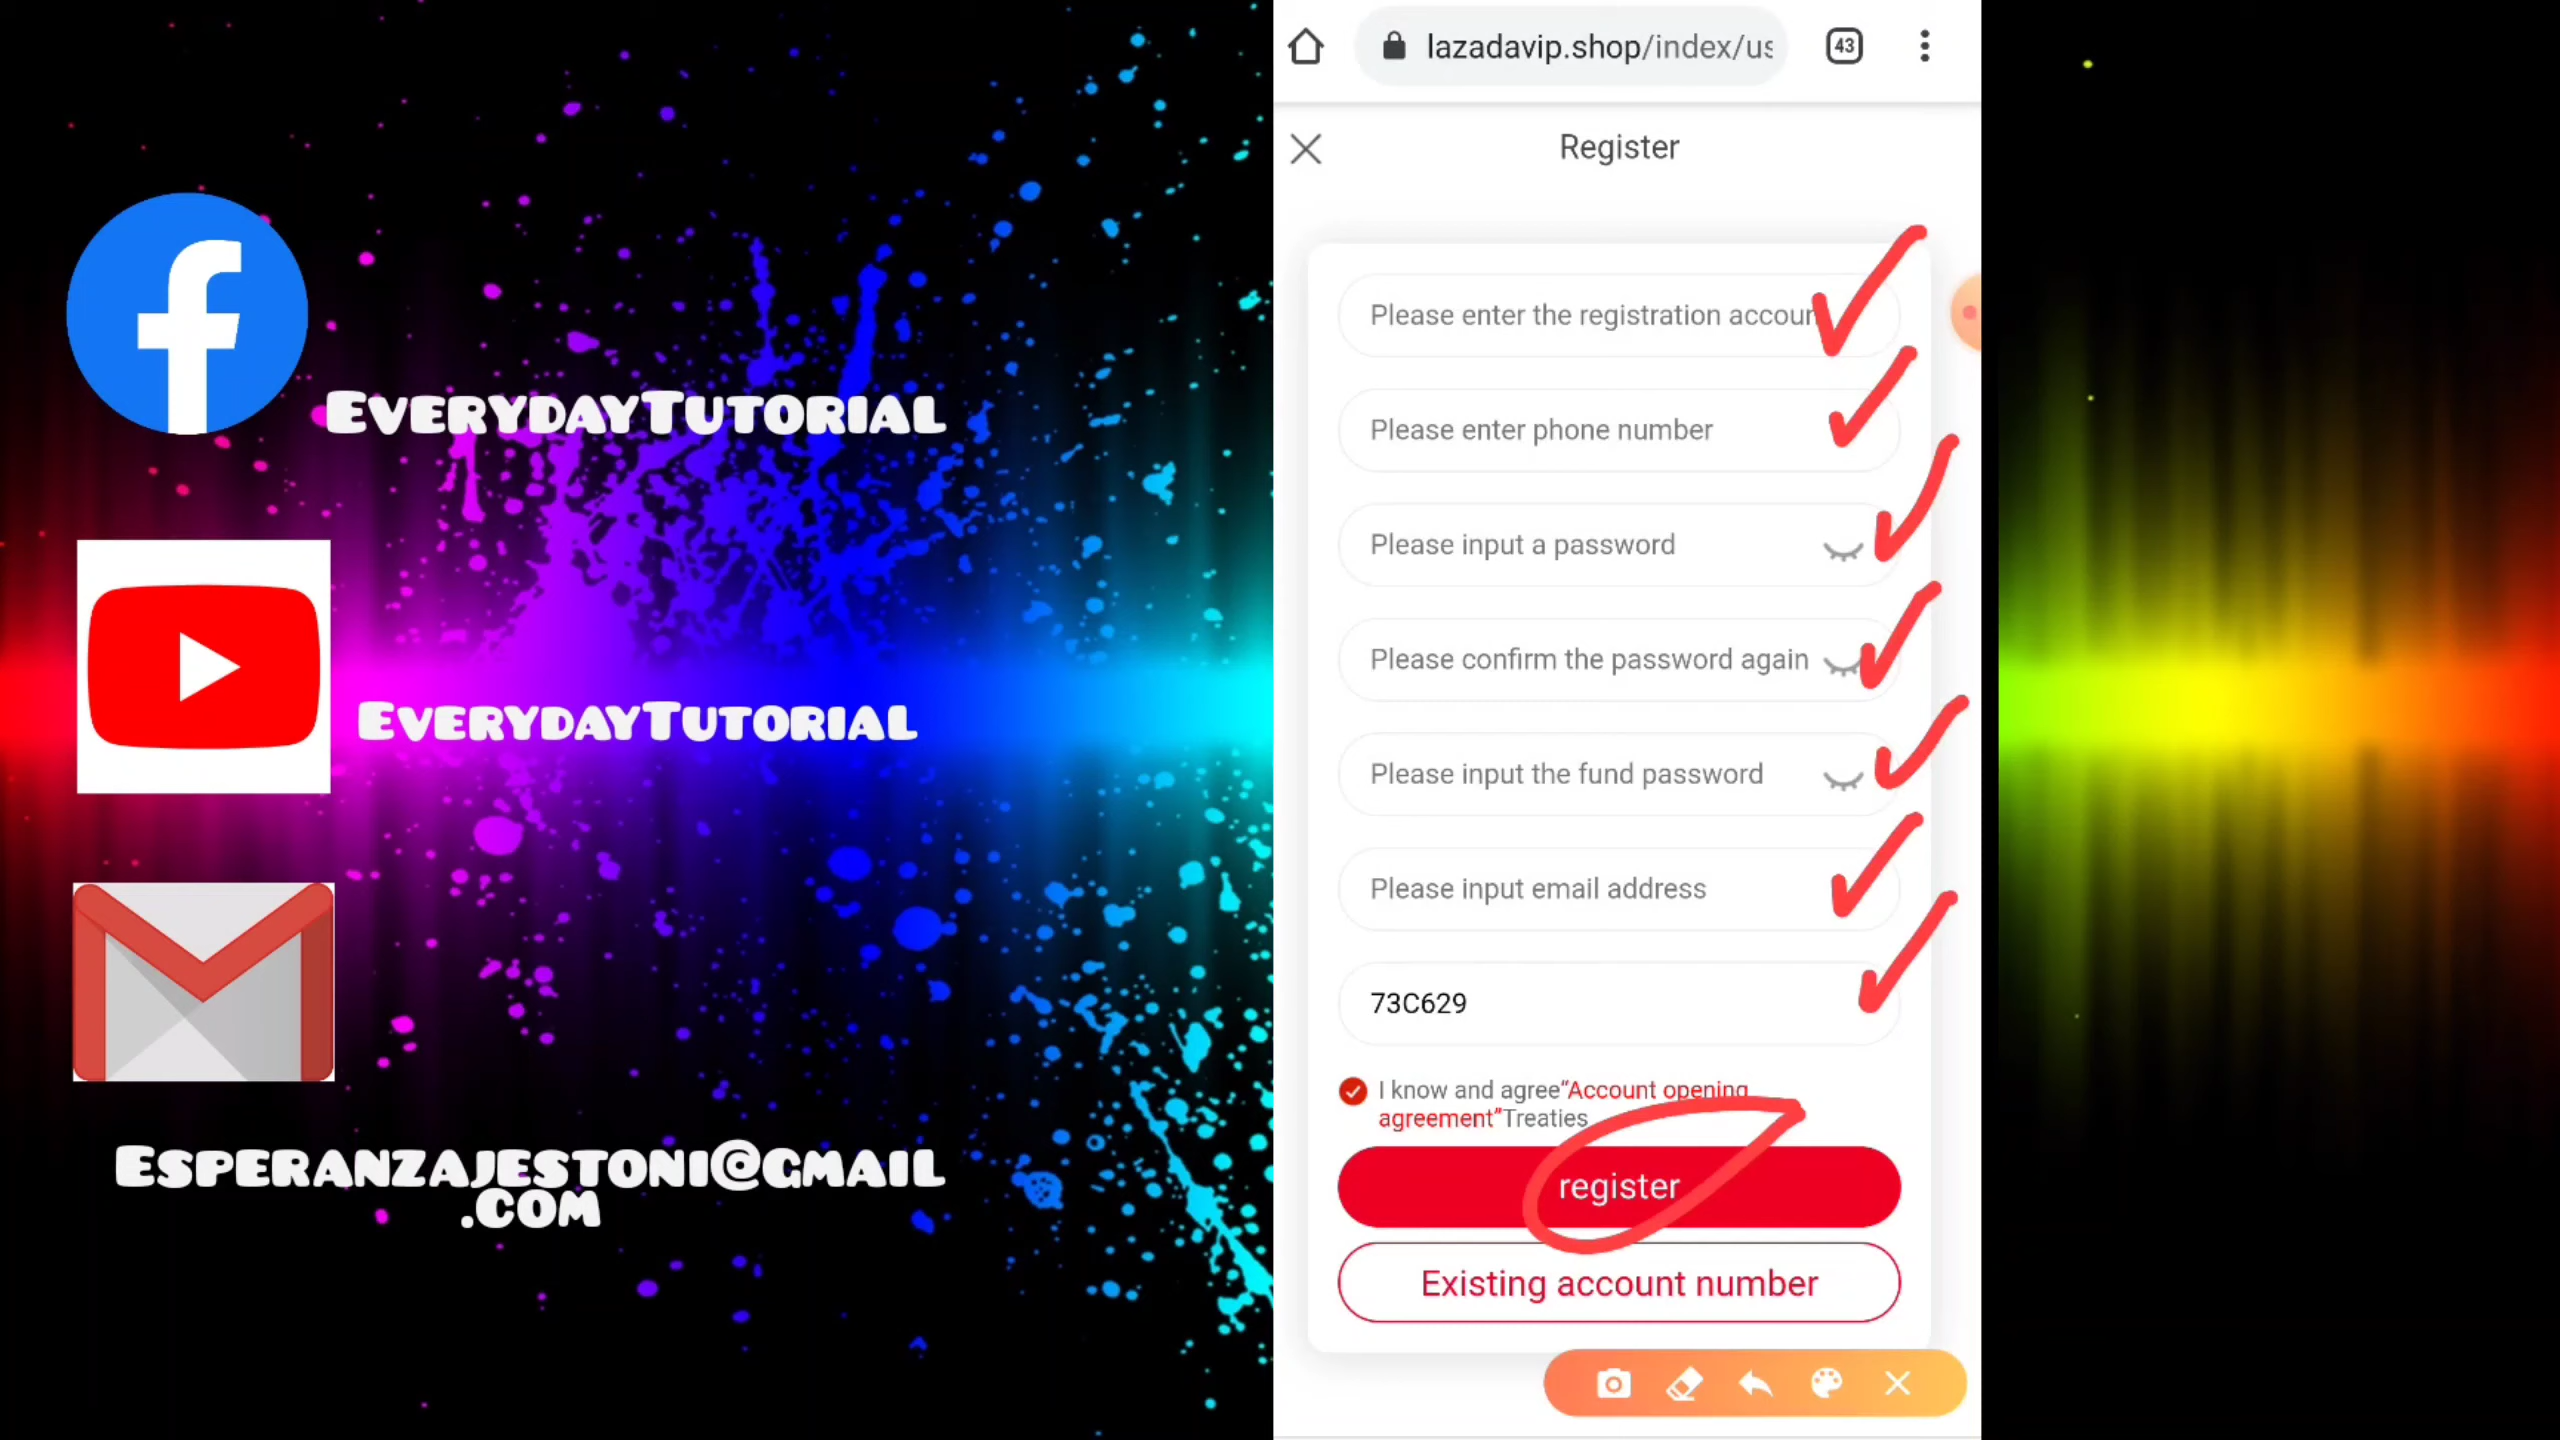 EverydayTutorial
EverydayTutorial
Esperanzajestoni@gmail
.com
lazadavip.shop/index/us
43
Register
Please enter the registration accoun
Please enter phone number
Please input a password
Please confirm the password again
Please input the fund password
Please input email address
73C629
I know and agree“Account opening
agreement”Treaties
register
Existing account number